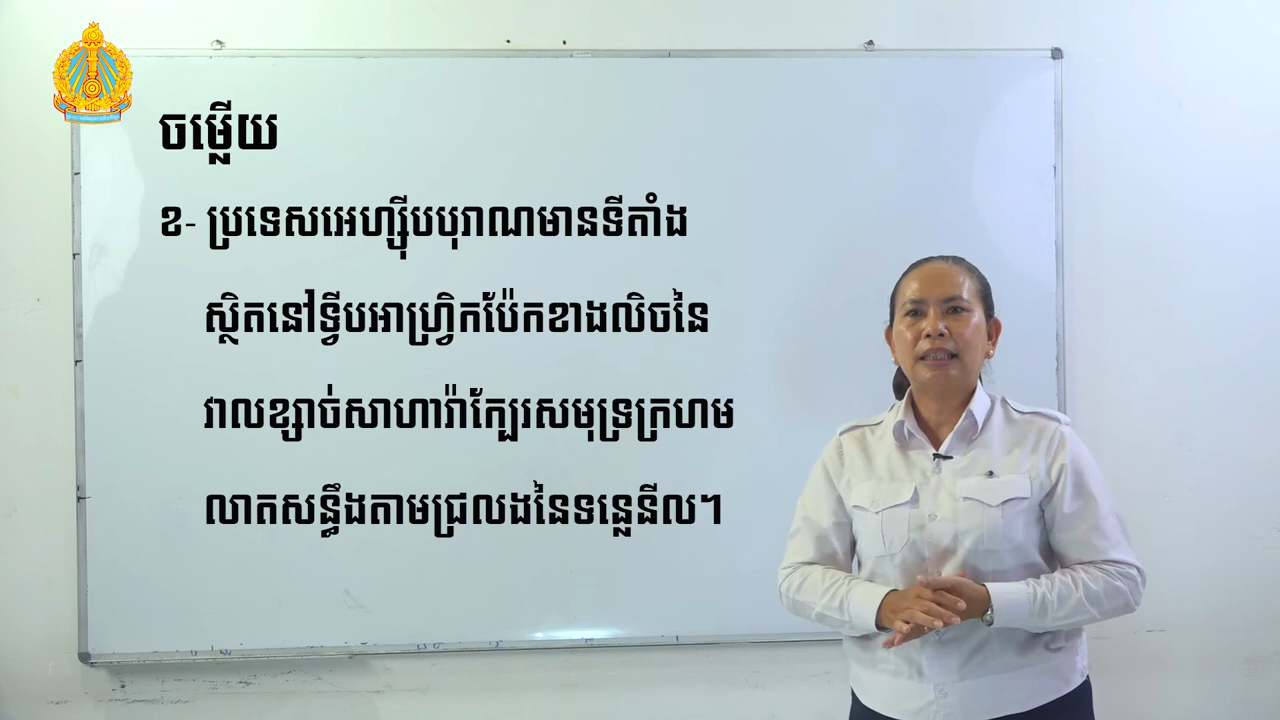 ចម្លើយ
ខ- ប្រទេសអេហ្ស៊ីបបុរាណមានទីតាំង
ស្ថិតនៅទ្វីបអាហ្វ្រិកប៉ែកខាងលិចនៃ
វាលខ្សាច់សាហារ៉ាក្បែរសមុទ្រក្រហម
លាតសន្ធឹងតាមជ្រលងនៃទន្លេនីល។